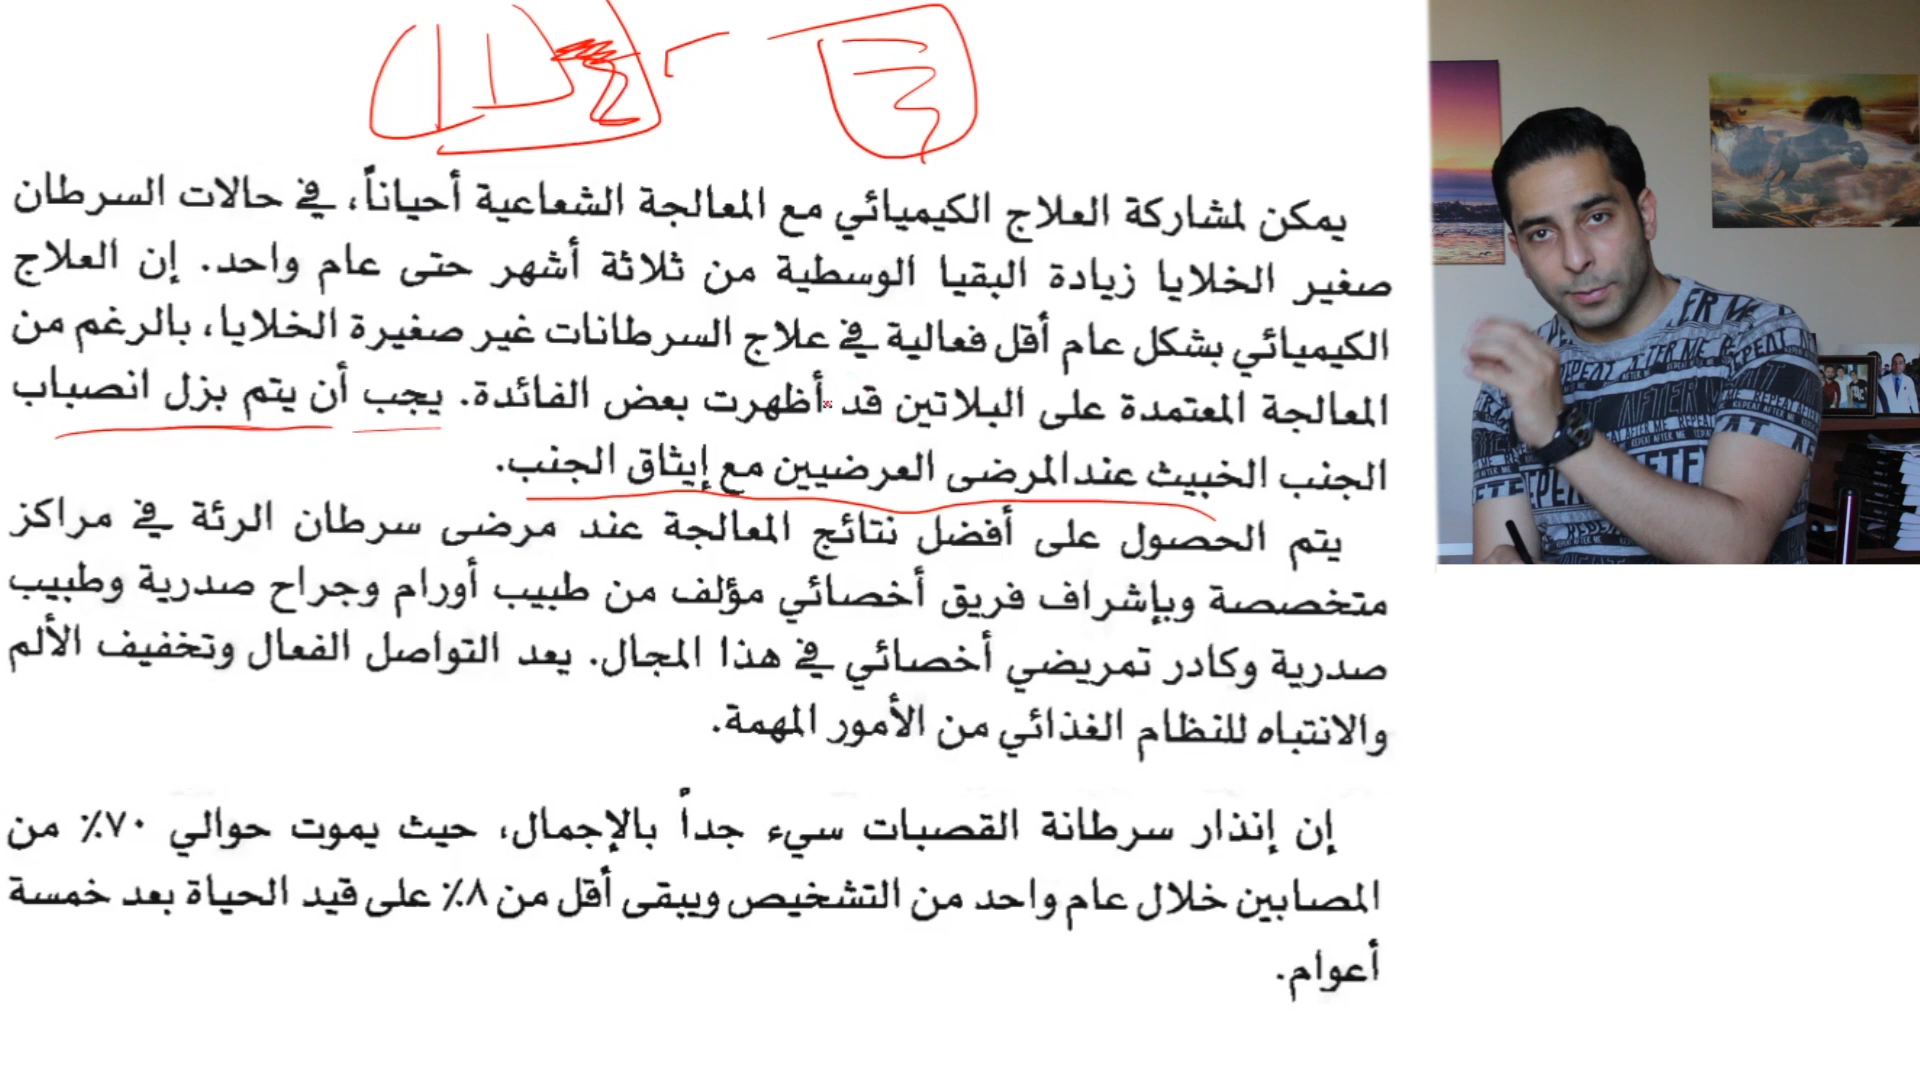 يمكن لمشاركة العلاج الكيميائي مع المعالجة الشعاعية أحياناً، في حالات السرطان
صغير الخلايا زيادة البقيا الوسطية من ثلاثة أشهر حتى عام واحد. إن العلاج
الكيميائي بشكل عام أقل فعالية في علاج السرطانات غير صغيرة الخلايا، بالرغم من
المعالجة المعتمدة على البلاتين قد أظهرت بعض الفائدة. يجب أن يتم بزل انصباب
الجنب الخبيث عند المرضى العرضيين مع إيثاق الجنب.
يتم الحصول على أفضل نتائج المعالجة عند مرضى سرطان الرئة في مراكز
متخصصة وبإشراف فريق أخصائي مؤلف من طبيب أورام وجراح صدرية وطبيب
صدرية وكادر تمريضي أخصائي في هذا المجال. يعد التواصل الفعال وتخفيف الألم
والانتباه للنظام الغذائي من الأمور المهمة.
إن إنذار سرطانة القصبات سيء جداً بالإجمال، حيث يموت حوالي ٧٠٪ من
المصابين خلال عام واحد من التشخيص ويبقى أقل من ٨٪ على قيد الحياة بعد خمسة
أعوام.
REPEAT AFTER ME